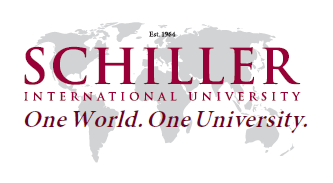 Est. 1964
SCHILLER
INTERNATIONAL UNIVERSITY
One World. One University.